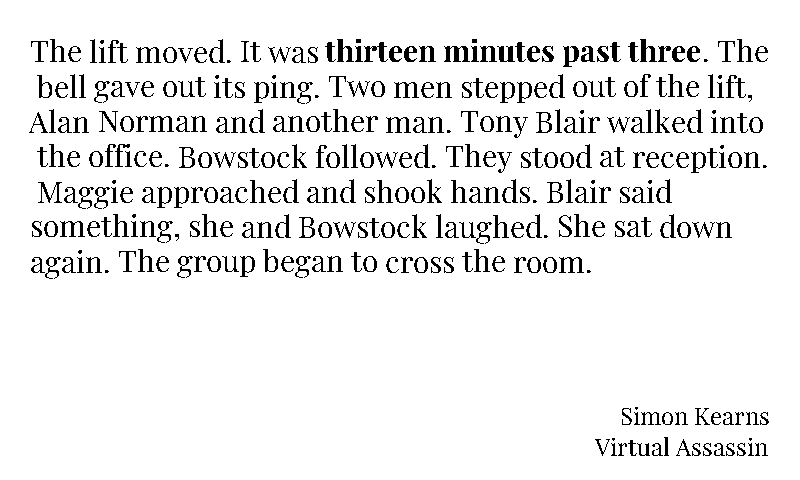 The lift moved. It was thirteen minutes past three. The
bell gave out its ping. Two men stepped out of the lift,
Alan Norman and another man. Tony Blair walked into
the office. Bowstock followed. They stood at reception.
Maggie approached and shook hands. Blair said
something, she and Bowstock laughed. She sat down
again. The group began to cross the room.
Simon Kearns
Virtual Assassin